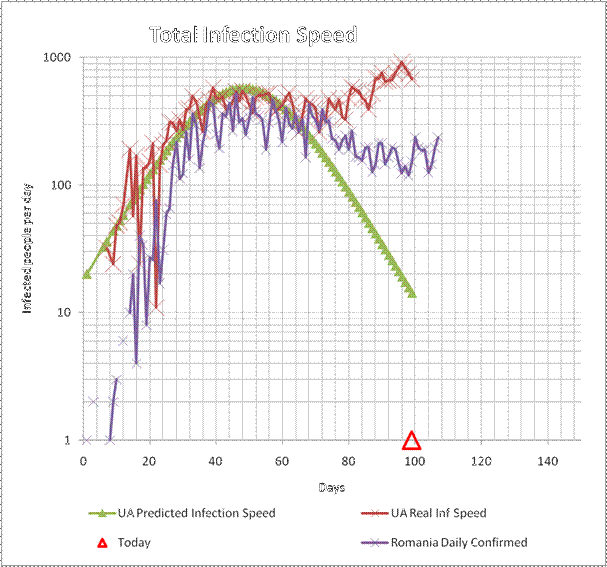 Total Infection Speed
1000
100
10
1
Infected people per day
0 20 40 60 80 100 120 140
Days
UA Predicted Infection Speed UA Real Inf Speed
Today Romania Daily Confirmed